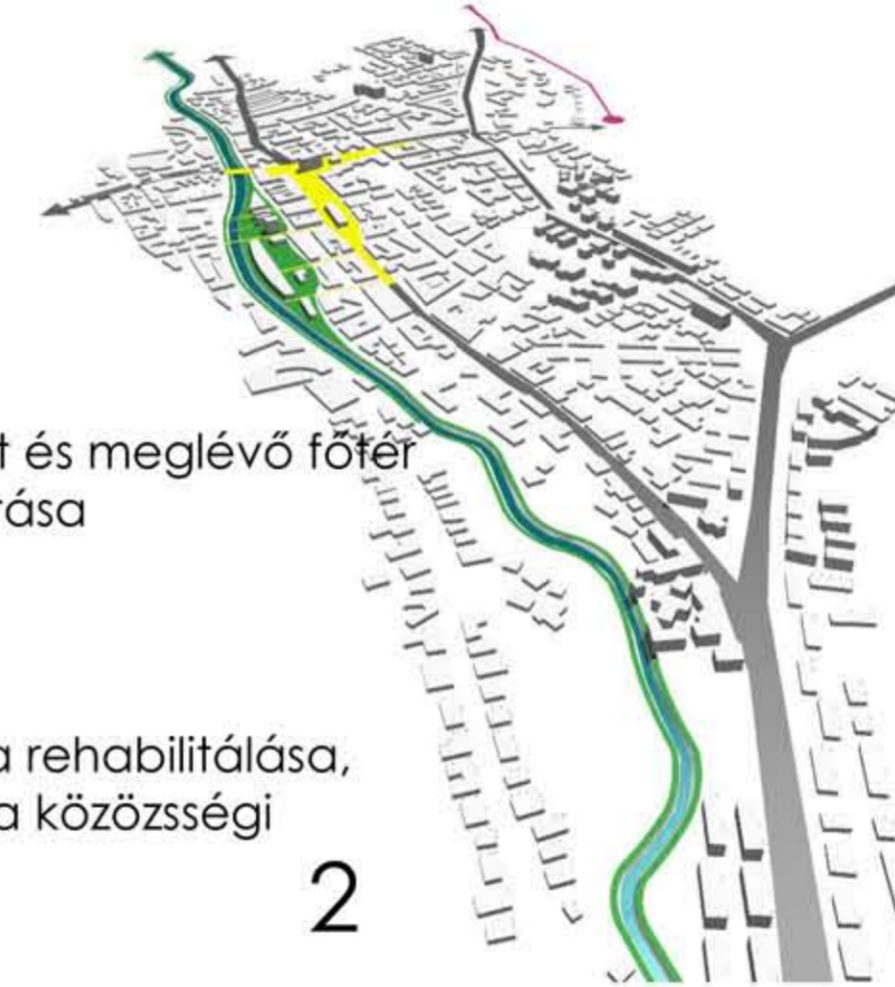 t és meglévő főtér
rása
a rehabilitálása,
a közözsségi
2